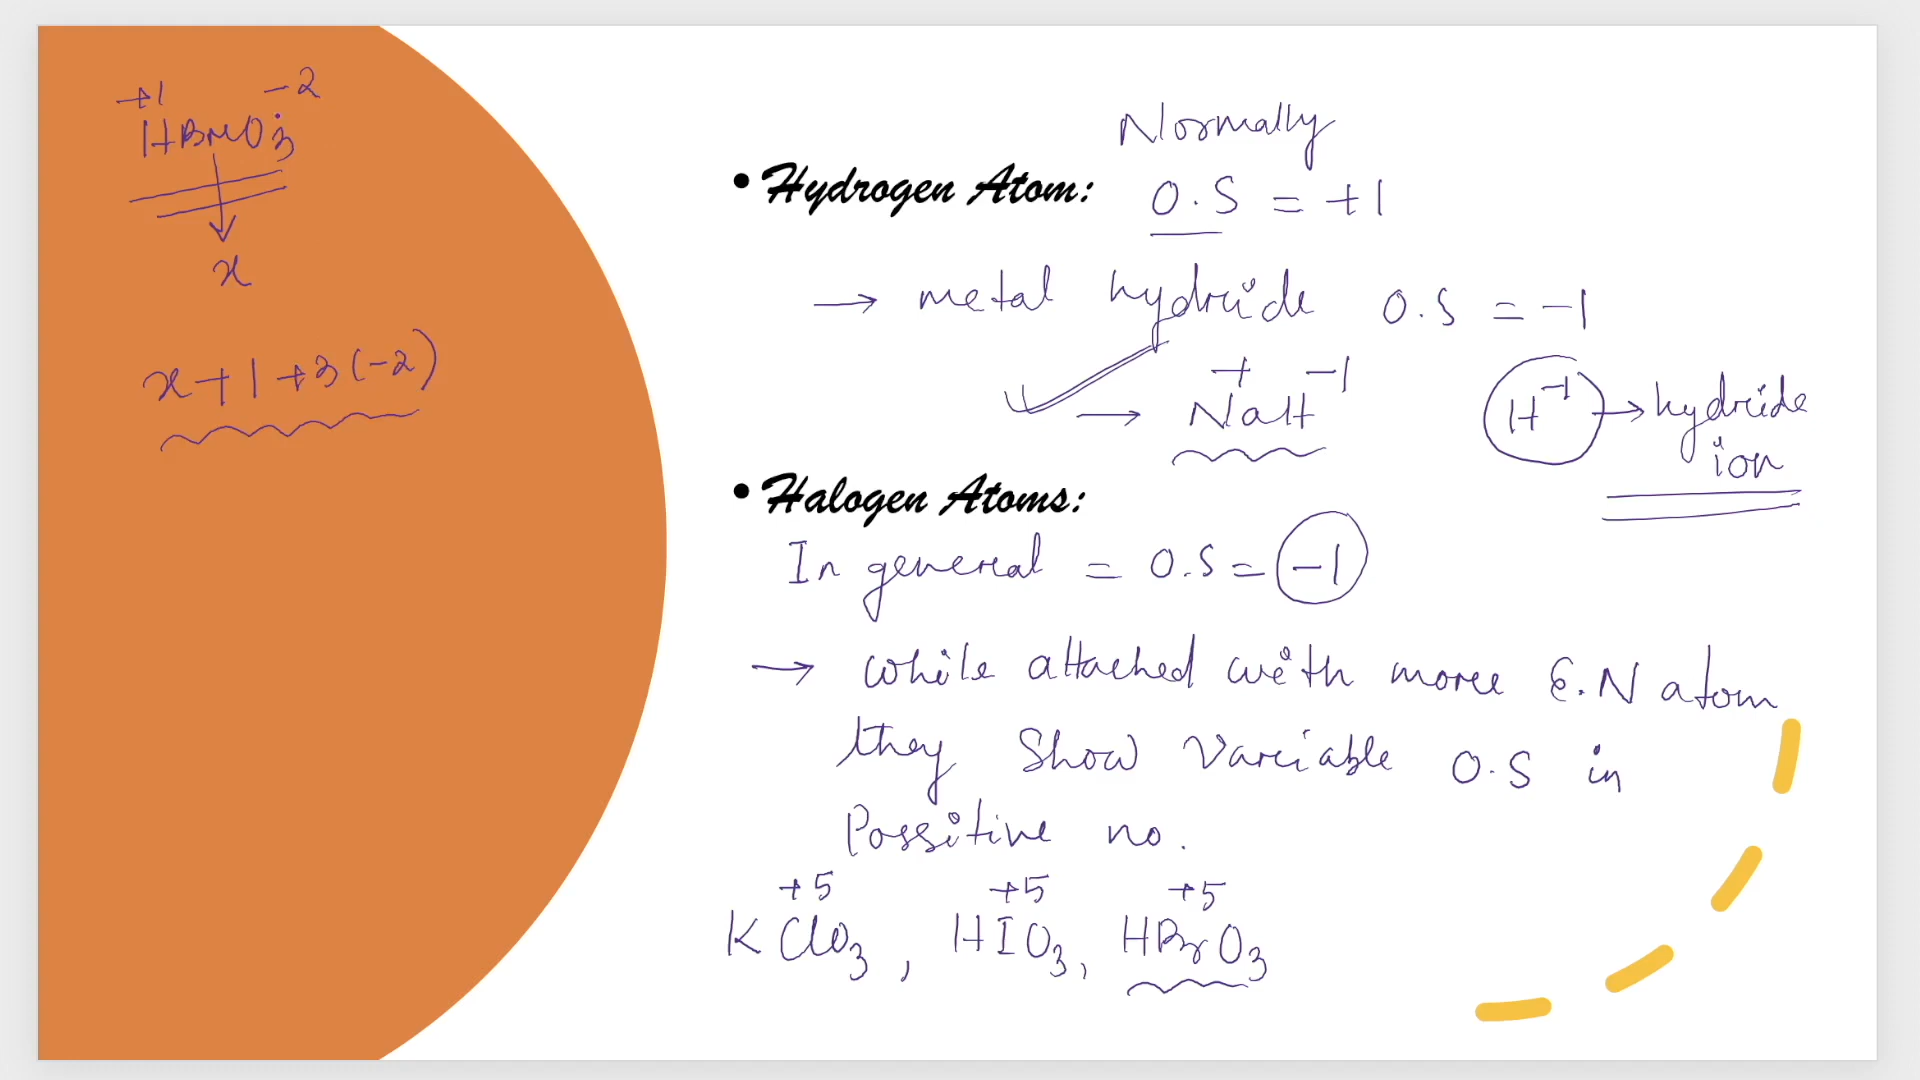 +1 -2
HBrO3
x
x+1+3(-2)
Normally
• Hydrogen Atom: O.S = +1
→ metal hydride O.S = -1
+ -1
→ NaH
H-1 → hydride
ion
• Halogen Atoms:
In general = O.S = -1
→ while attached with more E.N atom
they Show Variable O.S in
Possitive no.
+5 +5 +5
KClO3, HIO3, HBrO3